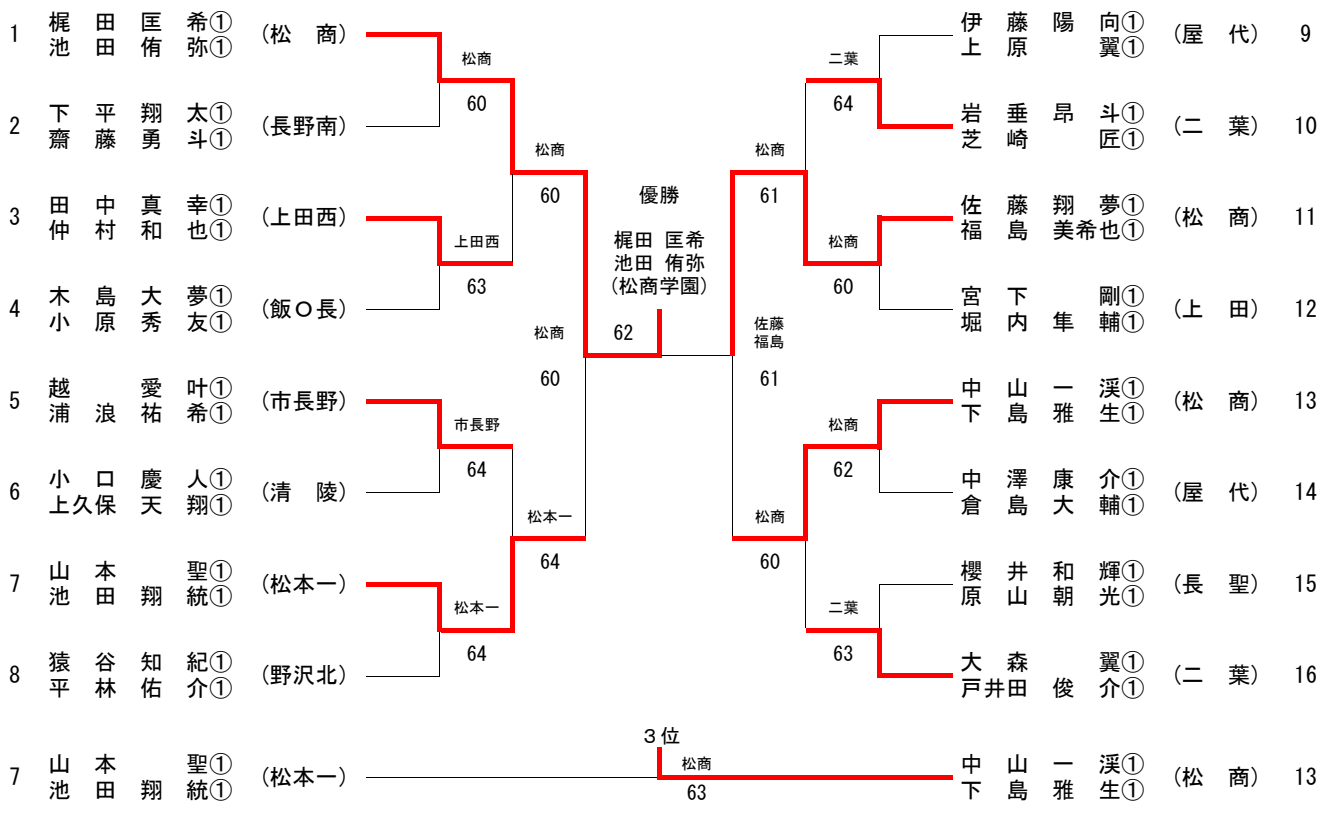 1 梶田匡希① (松商)
池田侑弥①
2 下平翔太① (長野南)
齋藤勇斗①
3 田中真幸① (上田西)
仲村和也①
4 木島大夢① (飯O長)
小原秀友①
5 越愛叶① (市長野)
浦浪祐希①
6 小口慶人① (清陵)
上久保天翔①
7 山本聖① (松本一)
池田翔統①
8 猿谷知紀① (野沢北)
平林佑介①
松商
60
上田西
63
市長野
64
松本一
64
松商
60
松本一
64
松商
60
優勝
梶田 匡希
池田 侑弥
(松商学園)
62
佐藤
福島
61
松商
61
松商
60
二葉
64
松商
60
松商
62
二葉
63
伊藤陽向① (屋代) 9
上原翼①
岩垂昂斗① (二葉) 10
芝崎匠①
佐藤翔夢① (松商) 11
福島美希也①
宮下剛① (上田) 12
堀内隼輔①
中山一渓① (松商) 13
下島雅生①
中澤康介① (屋代) 14
倉島大輔①
櫻井和輝① (長聖) 15
原山朝光①
大森翼① (二葉) 16
戸井田俊介①
3位
7 山本聖① (松本一)
池田翔統①
松商
63
中山一渓① (松商) 13
下島雅生①